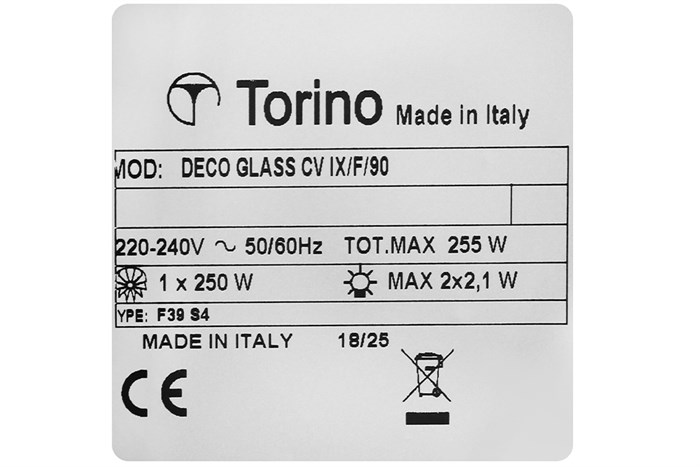 Torino Made in Italy
MOD: DECO GLASS CV IX/F/90
220-240V ~ 50/60Hz TOT.MAX 255 W
1 x 250 W MAX 2x2,1 W
YPE: F39 S4
MADE IN ITALY 18/25
CE